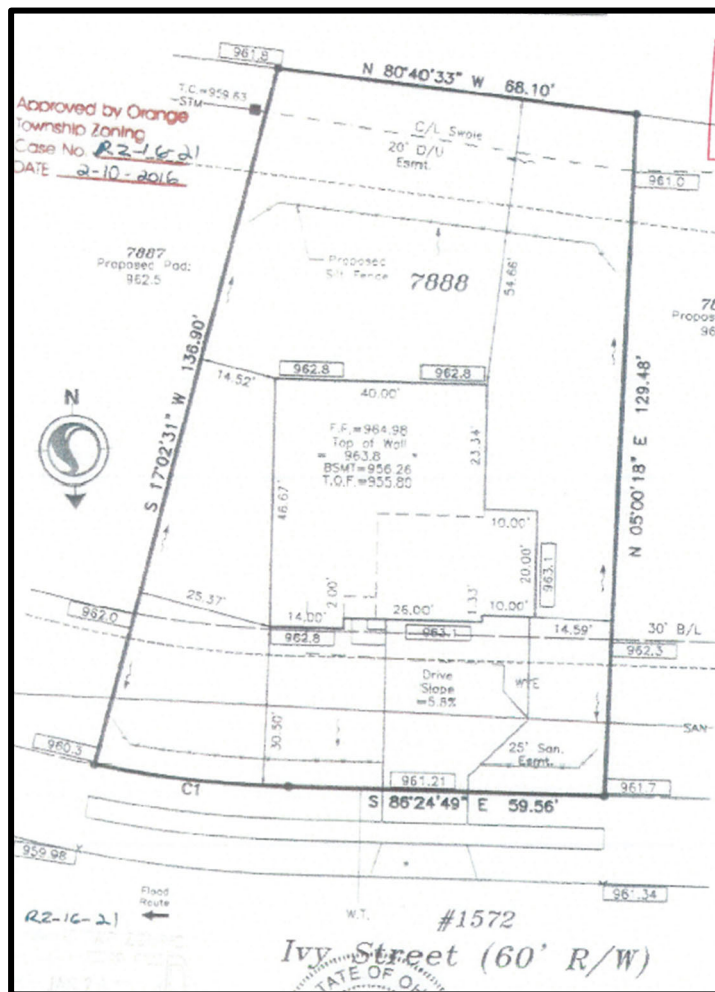 961.8
N 80°40'33" W 68.10'
T.C.=959.63
STM
Approved by Orange
Township Zoning
Case No. RZ-16-21
DATE 2-10-2016
C/L Swale
20' D/U
Esmt.
961.0
7887
Proposed Pad:
962.5
Proposed
Silt Fence
7888
54.66'
S 17°02'31" W 136.90'
N 05°00'18" E 129.48'
14.52'
962.8
962.8
40.00'
N
F.F.=964.98
Top of Wall
= 963.8
BSMT=956.26
T.O.F=955.80
23.34'
46.67'
10.00'
20.00'
963.1
25.37'
2.00'
1.33'
962.0
14.00'
26.00'
10.00'
14.59'
30' B/L
962.8
963.1
962.3
Drive
Slope
=5.8%
WYE
SAN
30.50'
25' San.
Esmt.
960.3
961.21
961.7
C1
S 86°24'49" E 59.56'
959.98
961.34
Flood
Route
RZ-16-21
W.T.
#1572
Ivy Street (60' R/W)